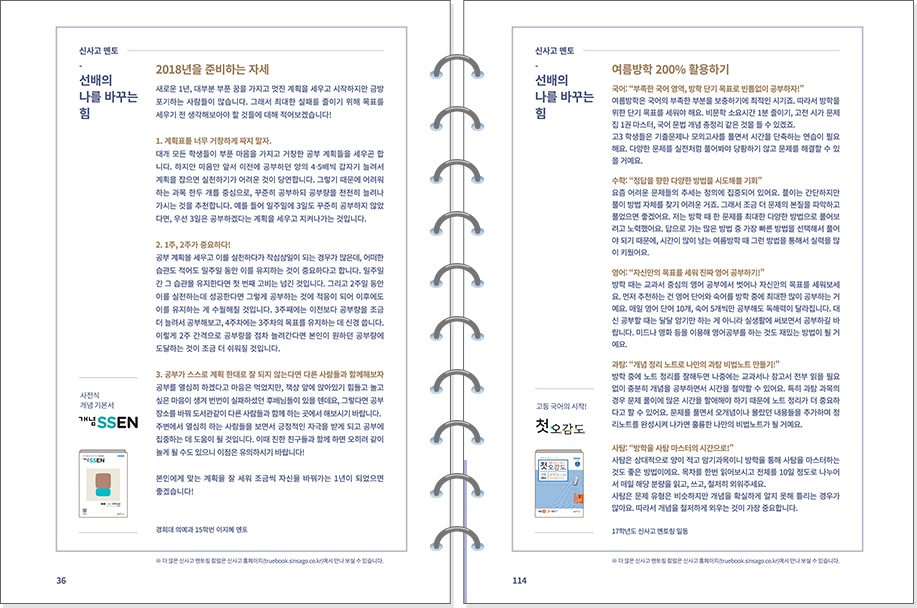 신사고 멘토
선배의
나를 바꾸는
힘
2018년을 준비하는 자세
새로운 1년, 대부분 부푼 꿈을 가지고 멋진 계획을 세우고 시작하지만 금방
포기하는 사람들이 많습니다. 그래서 최대한 실패를 줄이기 위해 목표를
세우기 전 생각해보아야 할 것들에 대해 적어보겠습니다!
1. 계획표를 너무 거창하게 짜지 말자.
대개 모든 학생들이 부푼 마음을 가지고 거창한 공부 계획들을 세우곤 합
니다. 하지만 마음만 앞서 이전에 공부하던 양의 4-5배씩 갑자기 늘려서
계획을 잡으면 실천하기가 어려운 것이 당연합니다. 그렇기 때문에 어려워
하는 과목 한두 개를 중심으로, 꾸준히 공부하되 공부량을 천천히 늘려나
가시는 것을 추천합니다. 예를 들어 일주일에 3일도 꾸준히 공부하지 않았
다면, 우선 3일은 공부하겠다는 계획을 세우고 지켜나가는 것입니다.
2. 1주, 2주가 중요하다!
공부 계획을 세우고 이를 실천하다가 작심삼일이 되는 경우가 많은데, 어떠한
습관도 적어도 일주일 동안 이를 유지하는 것이 중요하다고 합니다. 일주일
간 그 습관을 유지한다면 첫 번째 고비는 넘긴 것입니다. 그리고 2주일 동안
이를 실천하는데 성공한다면 그렇게 공부하는 것에 적응이 되어 이후에도
이를 유지하는 게 수월해질 것입니다. 3주째에는 이전보다 공부량을 조금
더 늘려서 공부해보고, 4주차에는 3주차의 목표를 유지하는 데 신경 씁니다.
이렇게 2주 간격으로 공부량을 점차 늘려간다면 본인이 원하던 공부량에
도달하는 것이 조금 더 쉬워질 것입니다.
3. 공부가 스스로 계획 한대로 잘 되지 않는다면 다른 사람들과 함께해보자
공부를 열심히 하겠다고 마음은 먹었지만, 책상 앞에 앉아있기 힘들고 놀고
싶은 마음이 생겨 번번이 실패하셨던 후배님들이 있을 텐데요, 그렇다면 공부
장소를 바꿔 도서관같이 다른 사람들과 함께 하는 곳에서 해보시기 바랍니다.
주변에서 열심히 하는 사람들을 보면서 긍정적인 자극을 받게 되고 공부에
집중하는 데 도움이 될 것입니다. 이때 친한 친구들과 함께 하면 오히려 같이
놀게 될 수도 있으니 이점은 유의하시기 바랍니다!
본인에게 맞는 계획을 잘 세워 조금씩 자신을 바꿔가는 1년이 되었으면
좋겠습니다!
경희대 의예과 15학번 이지혜 멘토
사전식
개념 기본서
개념 SSEN
※ 더 많은 신사고 멘토링 칼럼은 신사고 홈페이지(truebook.sinsago.co.kr)에서 만나 보실 수 있습니다.
36
신사고 멘토
선배의
나를 바꾸는
힘
여름방학 200% 활용하기
국어: “부족한 국어 영역, 방학 단기 목표로 빈틈없이 공부하자!”
여름방학은 국어의 부족한 부분을 보충하기에 최적인 시기죠. 따라서 방학을
위한 단기 목표를 세워야 해요. 비문학 소요시간 1분 줄이기, 고전 시가 문제
집 1권 마스터, 국어 문법 개념 총정리 같은 것을 들 수 있겠죠.
고3 학생들은 기출문제나 모의고사를 풀면서 시간을 단축하는 연습이 필요
해요. 다양한 문제를 실전처럼 풀어봐야 당황하기 않고 문제를 해결할 수 있
을 거예요.
수학: “정답을 향한 다양한 방법을 시도해볼 기회”
요즘 어려운 문제들의 추세는 정의에 집중되어 있어요. 풀이는 간단하지만
풀이 방법 자체를 찾기 어려운 거죠. 그래서 조금 더 문제의 본질을 파악하고
풀었으면 좋겠어요. 저는 방학 때 한 문제를 최대한 다양한 방법으로 풀어보
려고 노력했어요. 답으로 가는 많은 방법 중 가장 빠른 방법을 선택해서 풀어
야 되기 때문에, 시간이 많이 남는 여름방학 때 그런 방법을 통해서 실력을 많
이 키웠어요.
영어: “자신만의 목표를 세워 진짜 영어 공부하기!”
방학 때는 교과서 중심의 영어 공부에서 벗어나 자신만의 목표를 세워보세
요. 먼저 추천하는 건 영어 단어와 숙어를 방학 중에 최대한 많이 공부하는 거
예요. 매일 영어 단어 10개, 숙어 5개씩만 공부해도 독해력이 달라집니다. 대
신 공부할 때는 달달 암기만 하는 게 아니라 실생활에 써보면서 공부하길 바
랍니다. 미드나 영화 등을 이용해 영어공부를 하는 것도 재밌는 방법이 될 거
예요.
과탐: “개념 정리 노트로 나만의 과탐 비법노트 만들기!”
방학 중에 노트 정리를 잘해두면 나중에는 교과서나 참고서 전부 읽을 필요
없이 충분히 개념을 공부하면서 시간을 절약할 수 있어요. 특히 과탐 과목의
경우 문제 풀이에 많은 시간을 할애해야 하기 때문에 노트 정리가 더 중요하
다고 할 수 있어요. 문제를 풀면서 오개념이나 몰랐던 내용들을 추가하며 정
리노트를 완성시켜 나가면 훌륭한 나만의 비법노트가 될 거예요.
사탐: “방학을 사탐 마스터의 시간으로!”
사탐은 상대적으로 양이 적고 암기과목이니 방학을 통해 사탐을 마스터하는
것도 좋은 방법이에요. 목차를 한번 읽어보시고 전체를 10일 정도로 나누어
서 매일 해당 분량을 읽고, 쓰고, 철저히 외워주세요.
사탐은 문제 유형은 비슷하지만 개념을 확실하게 알지 못해 틀리는 경우가
많아요. 따라서 개념을 철저하게 외우는 것이 가장 중요합니다.
17학년도 신사고 멘토링 일동
고등 국어의 시작!
첫 오감도
첫 오감도
※ 더 많은 신사고 멘토링 칼럼은 신사고 홈페이지(truebook.sinsago.co.kr)에서 만나 보실 수 있습니다.
114